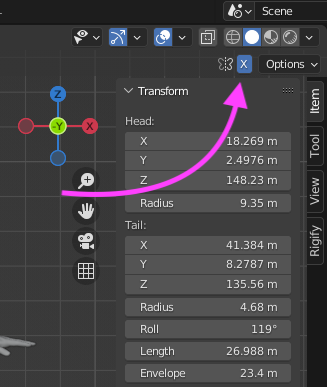 Scene
X
Options
Z
-Y
X
Transform
Head:
X 18.269 m
Y 2.4976 m
Z 148.23 m
Radius 9.35 m
Tail:
X 41.384 m
Y 8.2787 m
Z 135.56 m
Radius 4.68 m
Roll 119°
Length 26.988 m
Envelope 23.4 m
Item
Tool
View
Rigify